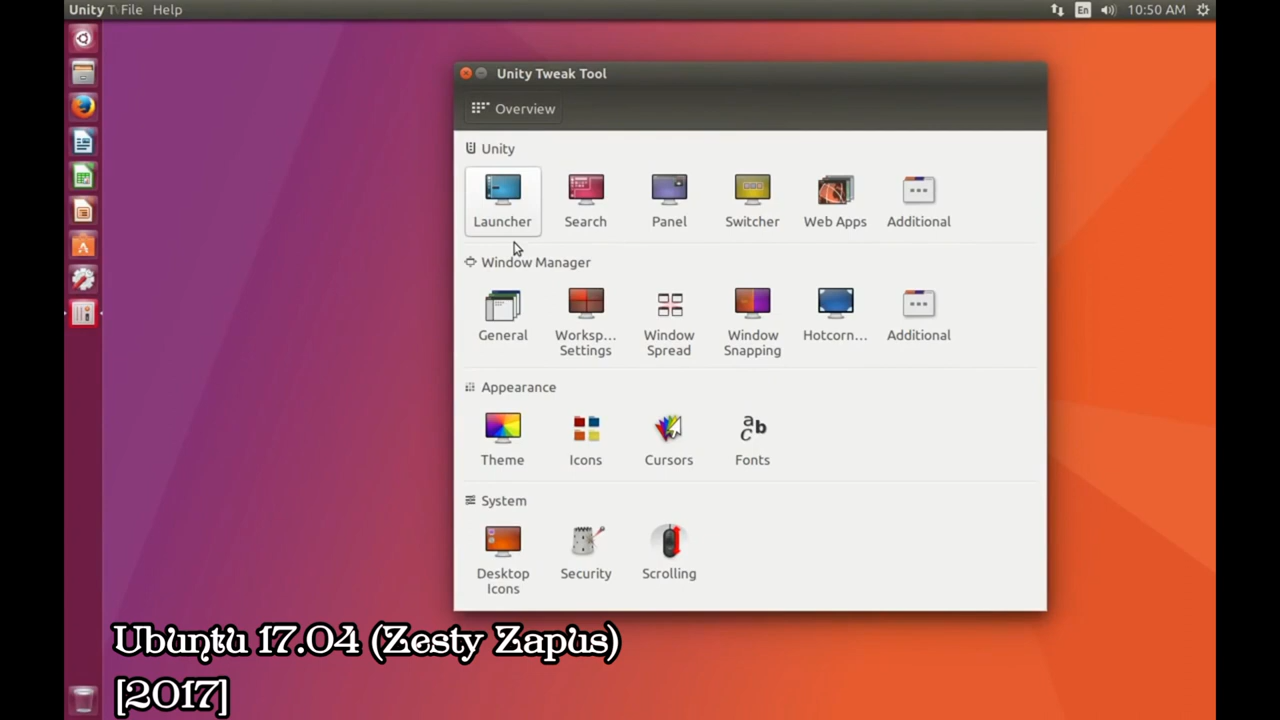 Unity T File Help
En 10:50 AM
Unity Tweak Tool
Overview
Unity
Launcher Search Panel Switcher Web Apps Additional
Window Manager
General Worksp... Window Window Hotcorn... Additional
Settings Spread Snapping
Appearance
Theme Icons Cursors Fonts
System
Desktop Security Scrolling
Icons
Ubuntu 17.04 (Zesty Zapus)
[2017]